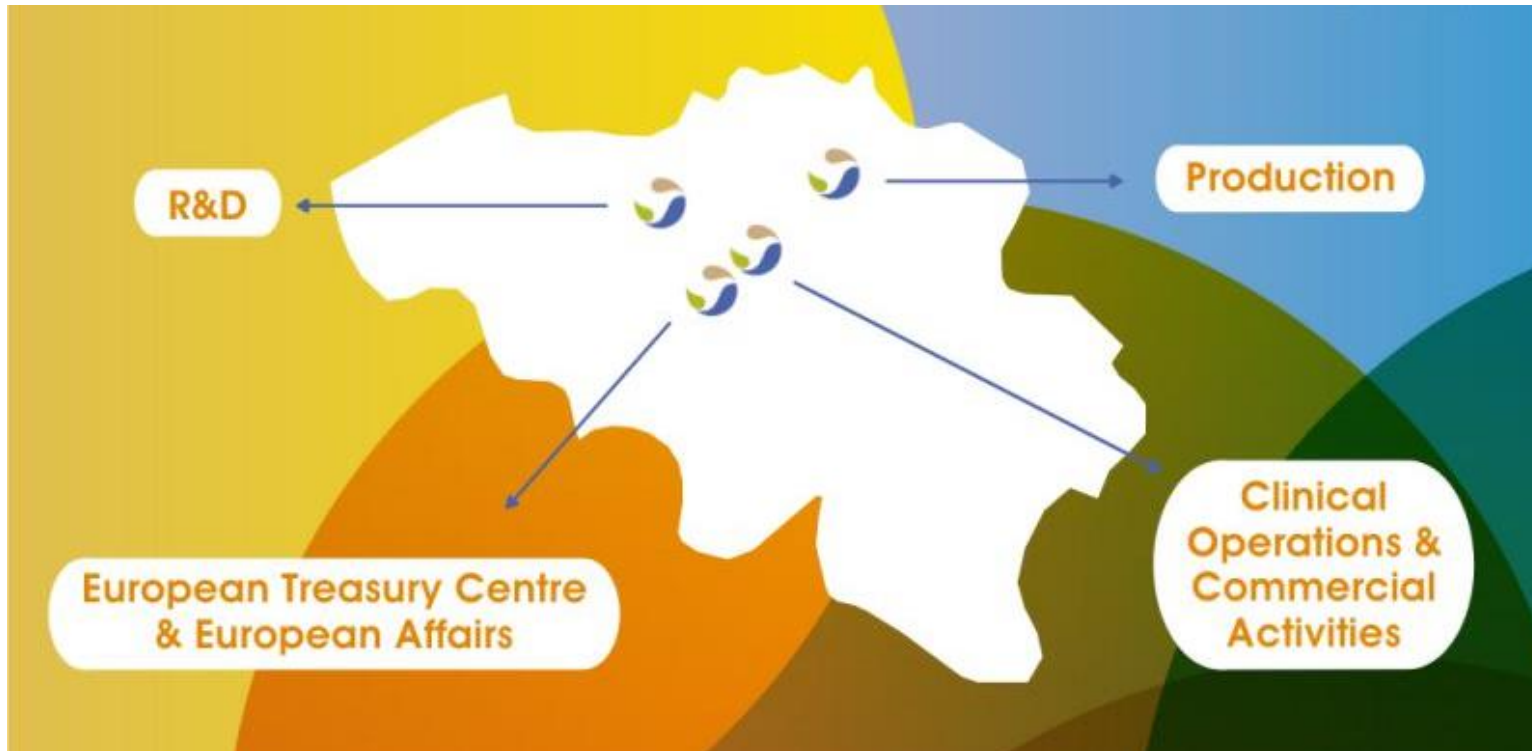 R&D
Production
European Treasury Centre
& European Affairs
Clinical
Operations &
Commercial
Activities